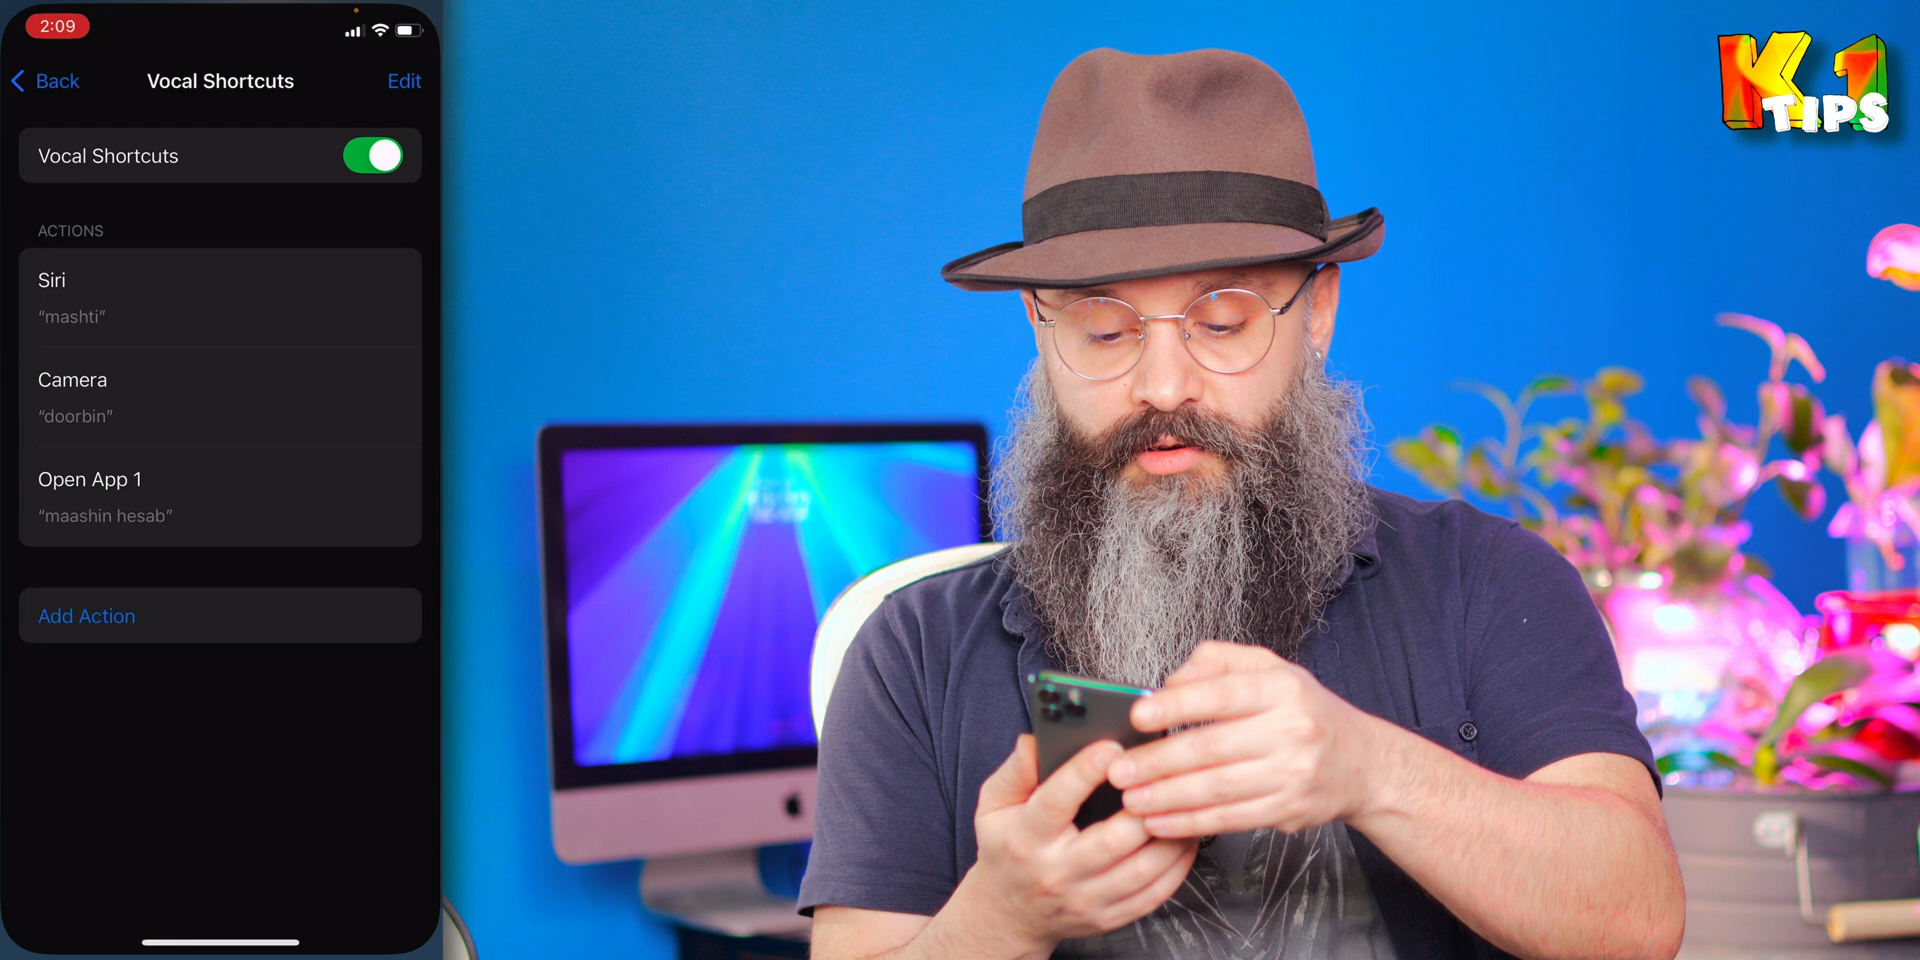 2:09
Back
Vocal Shortcuts
Edit
Vocal Shortcuts
ACTIONS
Siri
“mashti”
Camera
“doorbin”
Open App 1
“maashin hesab”
Add Action
K1
TIPS